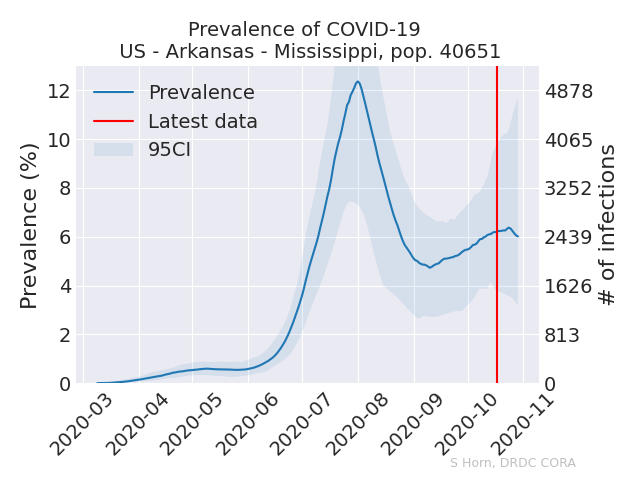 Prevalence of COVID-19
US - Arkansas - Mississippi, pop. 40651
Prevalence
Latest data
95CI
Prevalence (%)
12
10
8
6
4
2
0
4878
4065
3252
2439
1626
813
0
# of infections
2020-03
2020-04
2020-05
2020-06
2020-07
2020-08
2020-09
2020-10
2020-11
S Horn, DRDC CORA